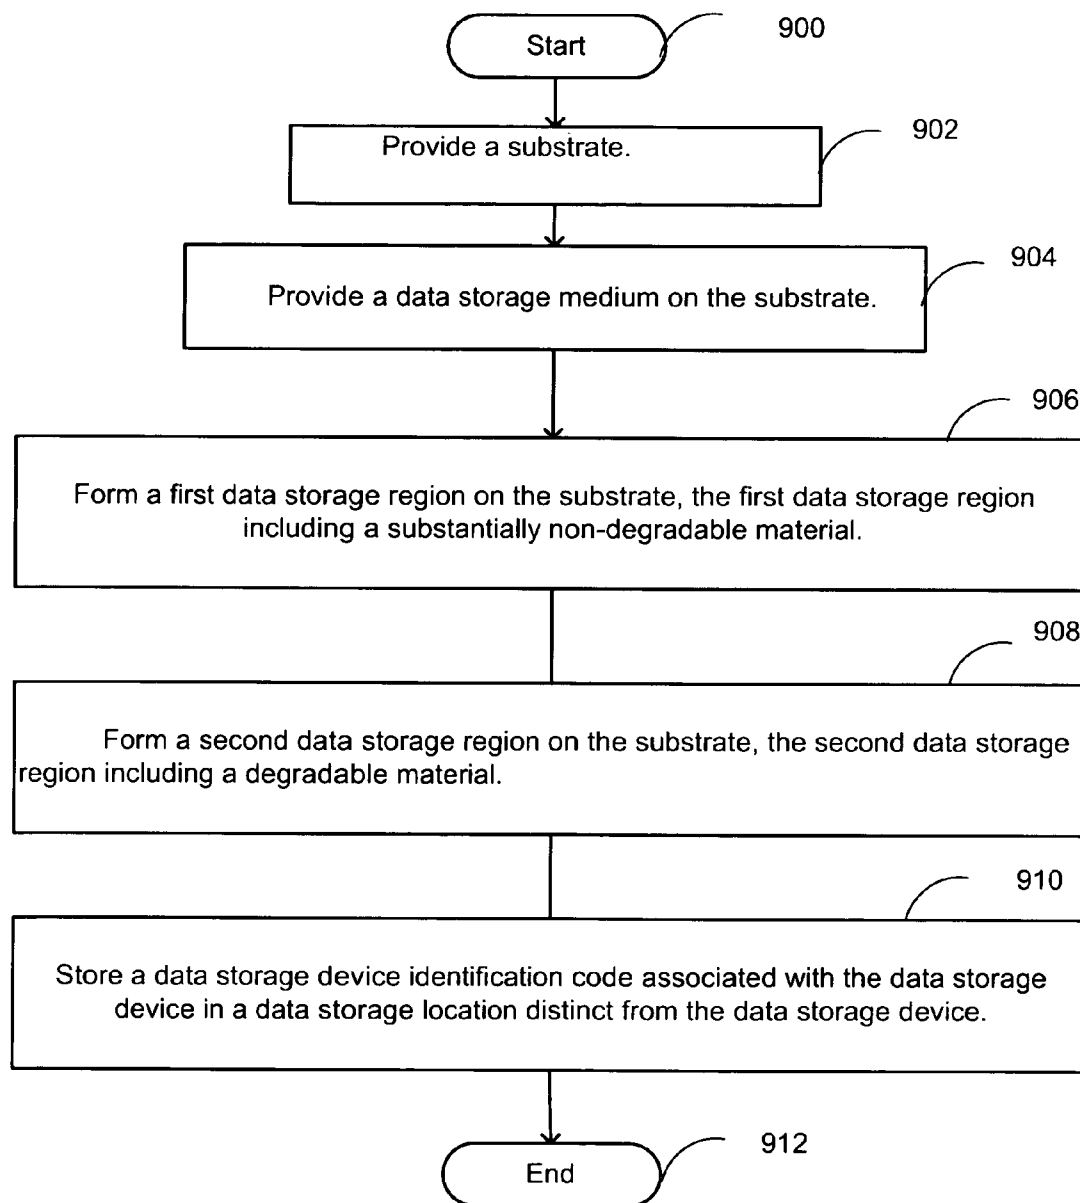 Start
900
Provide a substrate.
902
Provide a data storage medium on the substrate.
904
906
Form a first data storage region on the substrate, the first data storage region
including a substantially non-degradable material.
908
Form a second data storage region on the substrate, the second data storage
region including a degradable material.
910
Store a data storage device identification code associated with the data storage
device in a data storage location distinct from the data storage device.
End
912